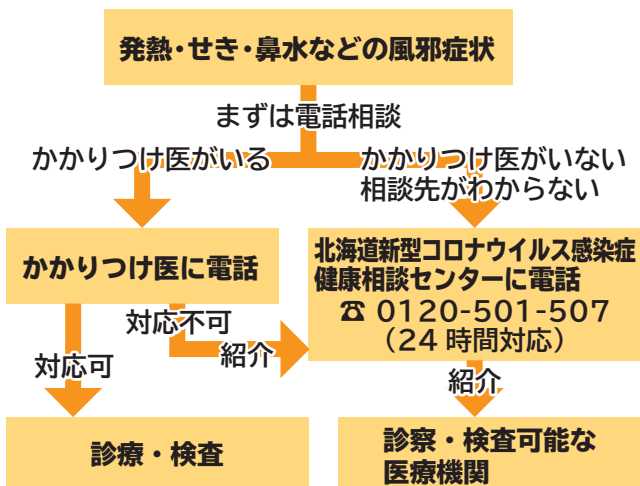 発熱・せき・鼻水などの風邪症状
まずは電話相談
かかりつけ医がいる
かかりつけ医がいない
相談先がわからない
かかりつけ医に電話
北海道新型コロナウイルス感染症
健康相談センターに電話
☎ 0120-501-507
（24 時間対応）
対応不可
紹介
対応可
紹介
診療・検査
診察・検査可能な
医療機関